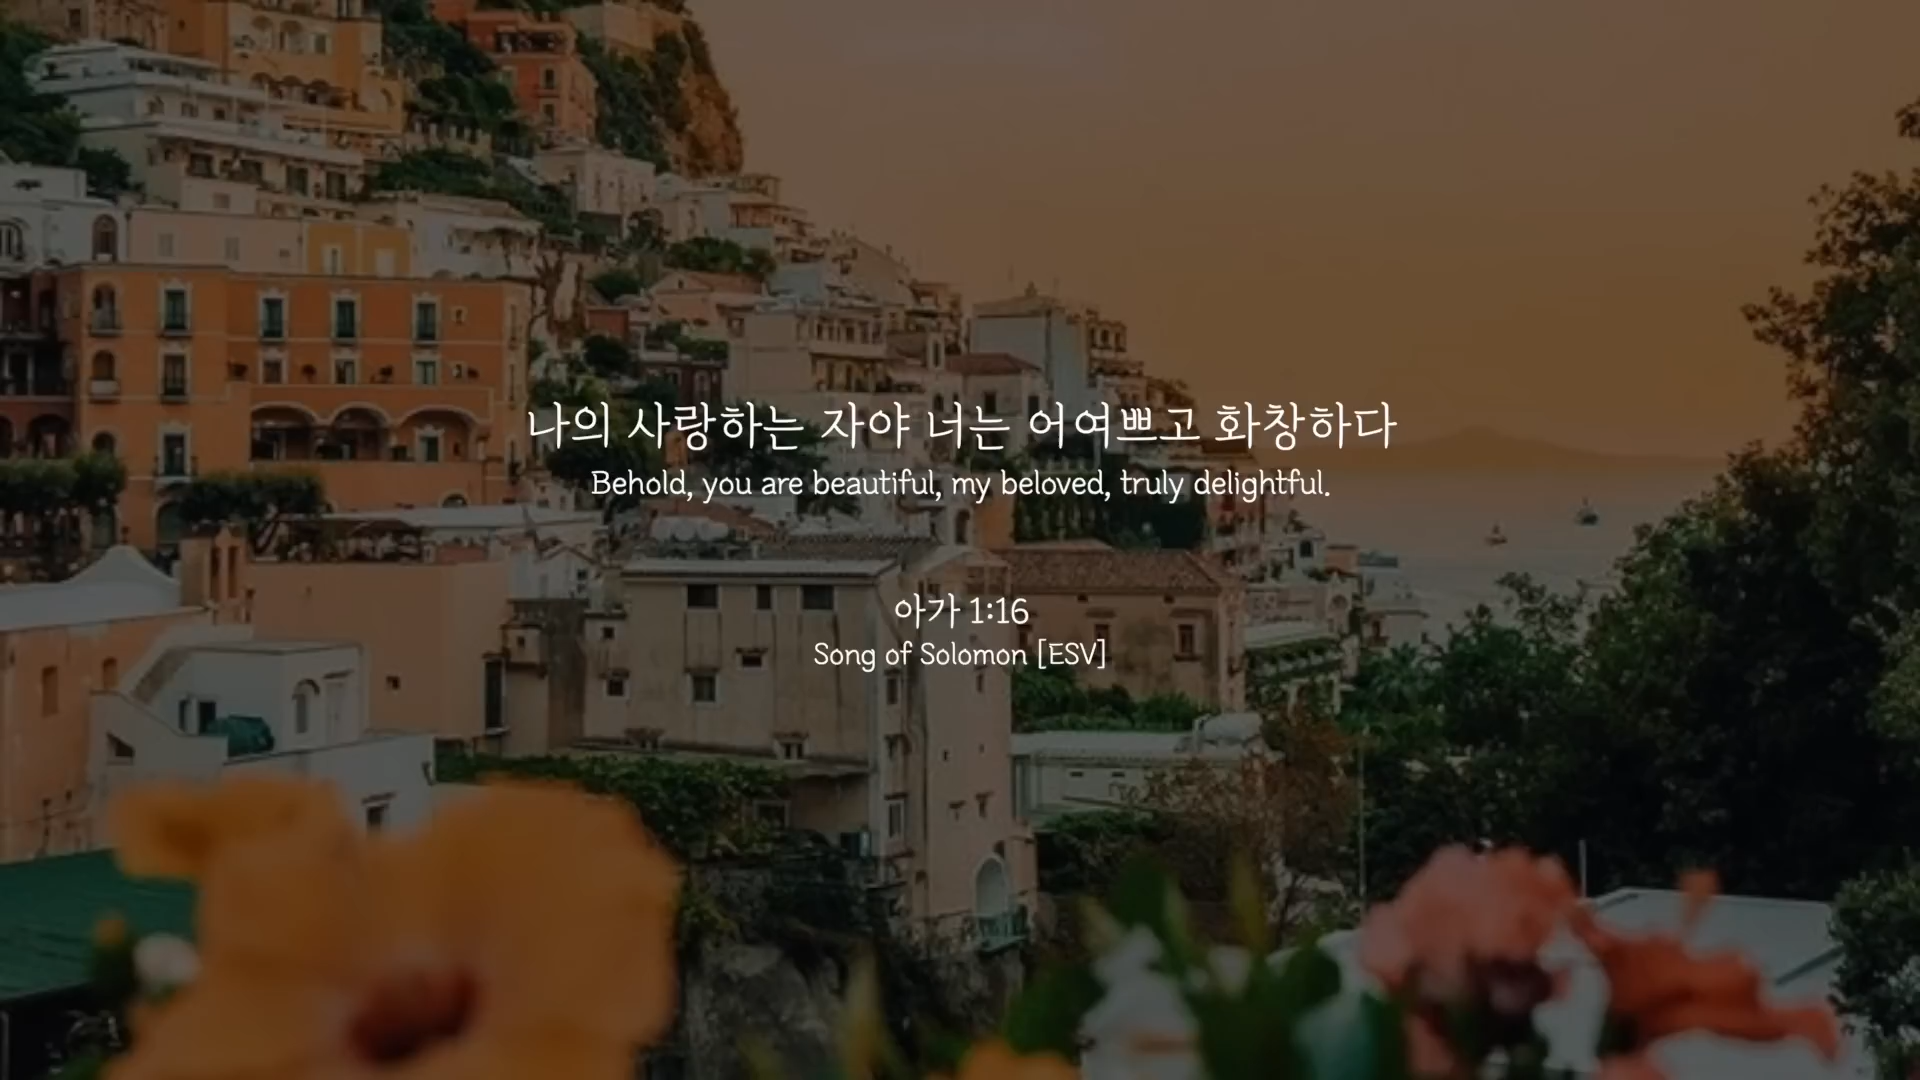 나의 사랑하는 자야 너는 어여쁘고 화창하다
Behold, you are beautiful, my beloved, truly delightful.
아가 1:16
Song of Solomon [ESV]